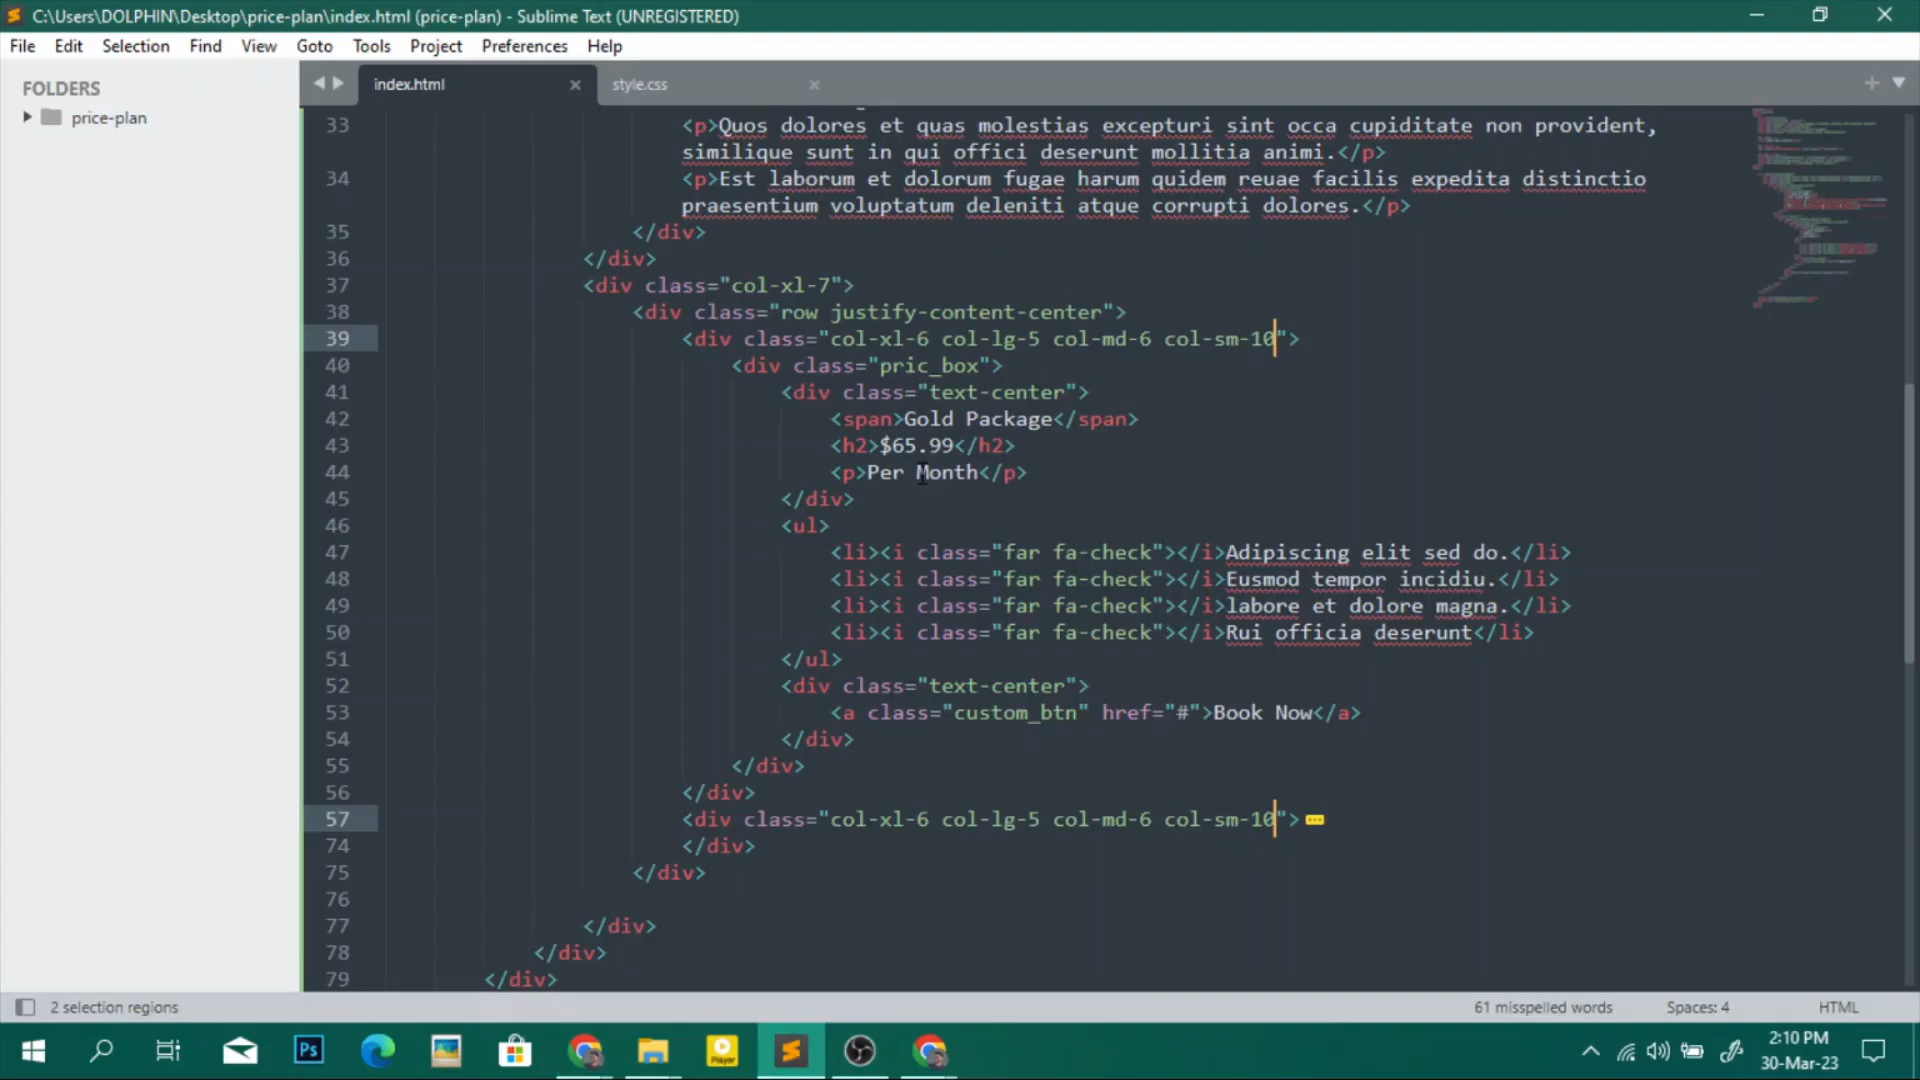 C:\Users\DOLPHIN\Desktop\price-plan\index.html (price-plan) - Sublime Text (UNREGISTERED)
File Edit Selection Find View Goto Tools Project Preferences Help
FOLDERS
price-plan
index.html
style.css
33 <p>Quos dolores et quas molestias excepturi sint occa cupiditate non provident,
similique sunt in qui offici deserunt mollitia animi.</p>
34 <p>Est laborum et dolorum fugae harum quidem reuae facilis expedita distinctio
praesentium voluptatum deleniti atque corrupti dolores.</p>
35 </div>
36 </div>
37 <div class="col-xl-7">
38 <div class="row justify-content-center">
39 <div class="col-xl-6 col-lg-5 col-md-6 col-sm-10">
40 <div class="pric_box">
41 <div class="text-center">
42 <span>Gold Package</span>
43 <h2>$65.99</h2>
44 <p>Per Month</p>
45 </div>
46 <ul>
47 <li><i class="far fa-check"></i>Adipiscing elit sed do.</li>
48 <li><i class="far fa-check"></i>Eusmod tempor incidiu.</li>
49 <li><i class="far fa-check"></i>labore et dolore magna.</li>
50 <li><i class="far fa-check"></i>Rui officia deserunt</li>
51 </ul>
52 <div class="text-center">
53 <a class="custom_btn" href="#">Book Now</a>
54 </div>
55 </div>
56 </div>
57 <div class="col-xl-6 col-lg-5 col-md-6 col-sm-10">
74 </div>
75 </div>
76
77 </div>
78 </div>
79 </div>
2 selection regions
61 misspelled words Spaces: 4 HTML
Ps
Player
2:10 PM
30-Mar-23